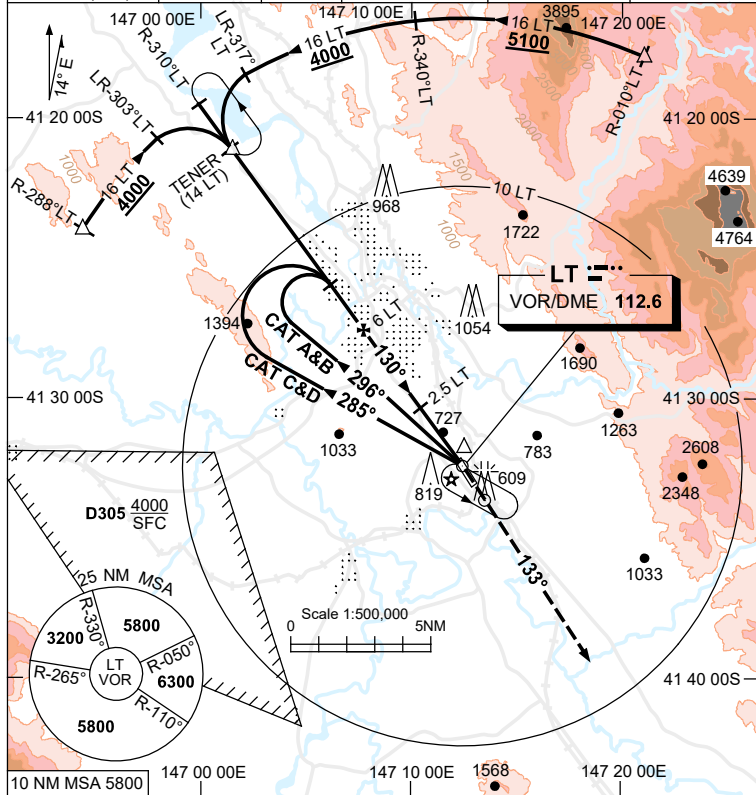 147 00 00E
147 10 00E
3895
147 20 00E
14° E
R-310°LT
LR-317° LT
16 LT
4000
R-340°LT
16 LT
5100
2500
1000
R-010°LT
41 20 00S
LR-303°LT
41 20 00S
1000
16 LT
4000
R-288°LT
TENER
(14 LT)
2000
1500
1000
968
10 LT
1722
4639
4764
LT
VOR/DME 112.6
1394
6 LT
1054
130°
CAT A&B 296°
CAT C&D 285°
1690
41 30 00S
2.5 LT
41 30 00S
727
1033
783
1263
2608
2348
819
609
D305 4000
SFC
1033
133°
25 NM MSA
R-330°
5800
3200
LT
VOR
R-050°
6300
R-265°
R-110°
5800
Scale 1:500,000
0
5NM
41 40 00S
1568
10 NM MSA 5800
147 00 00E
147 10 00E
147 20 00E